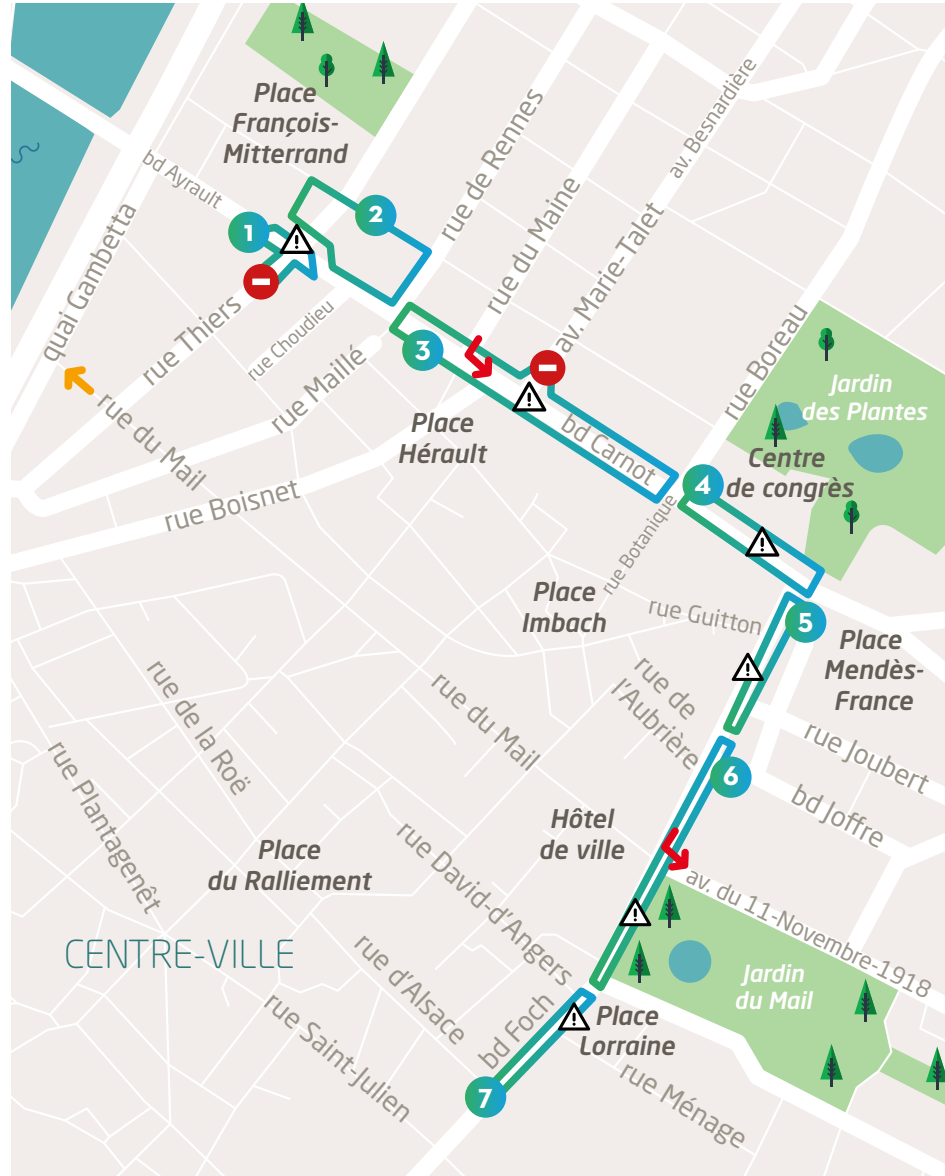 Place
François-
Mitterrand
bd Ayrault
rue de Rennes
av. Besnardière
1
2
!
quai Gambetta
rue Thiers
rue Choudieu
rue du Maine
av. Marie-Talet
rue Boreau
rue Maillé
3
!
Jardin
des Plantes
rue du Mail
Place
Hérault
bd Carnot
Centre
de congrès
4
rue Boisnet
rue Botanique
!
Place
Imbach
rue Guitton
5
Place
Mendès-
France
!
rue de
l'Aubrière
rue de la Roë
rue du Mail
rue Joubert
6
bd Joffre
rue Plantagenêt
Hôtel
de ville
Place
du Ralliement
rue David-d'Angers
av. du 11-Novembre-1918
!
CENTRE-VILLE
rue d'Alsace
Jardin
du Mail
rue Saint-Julien
bd Foch
!
Place
Lorraine
7
rue Ménage